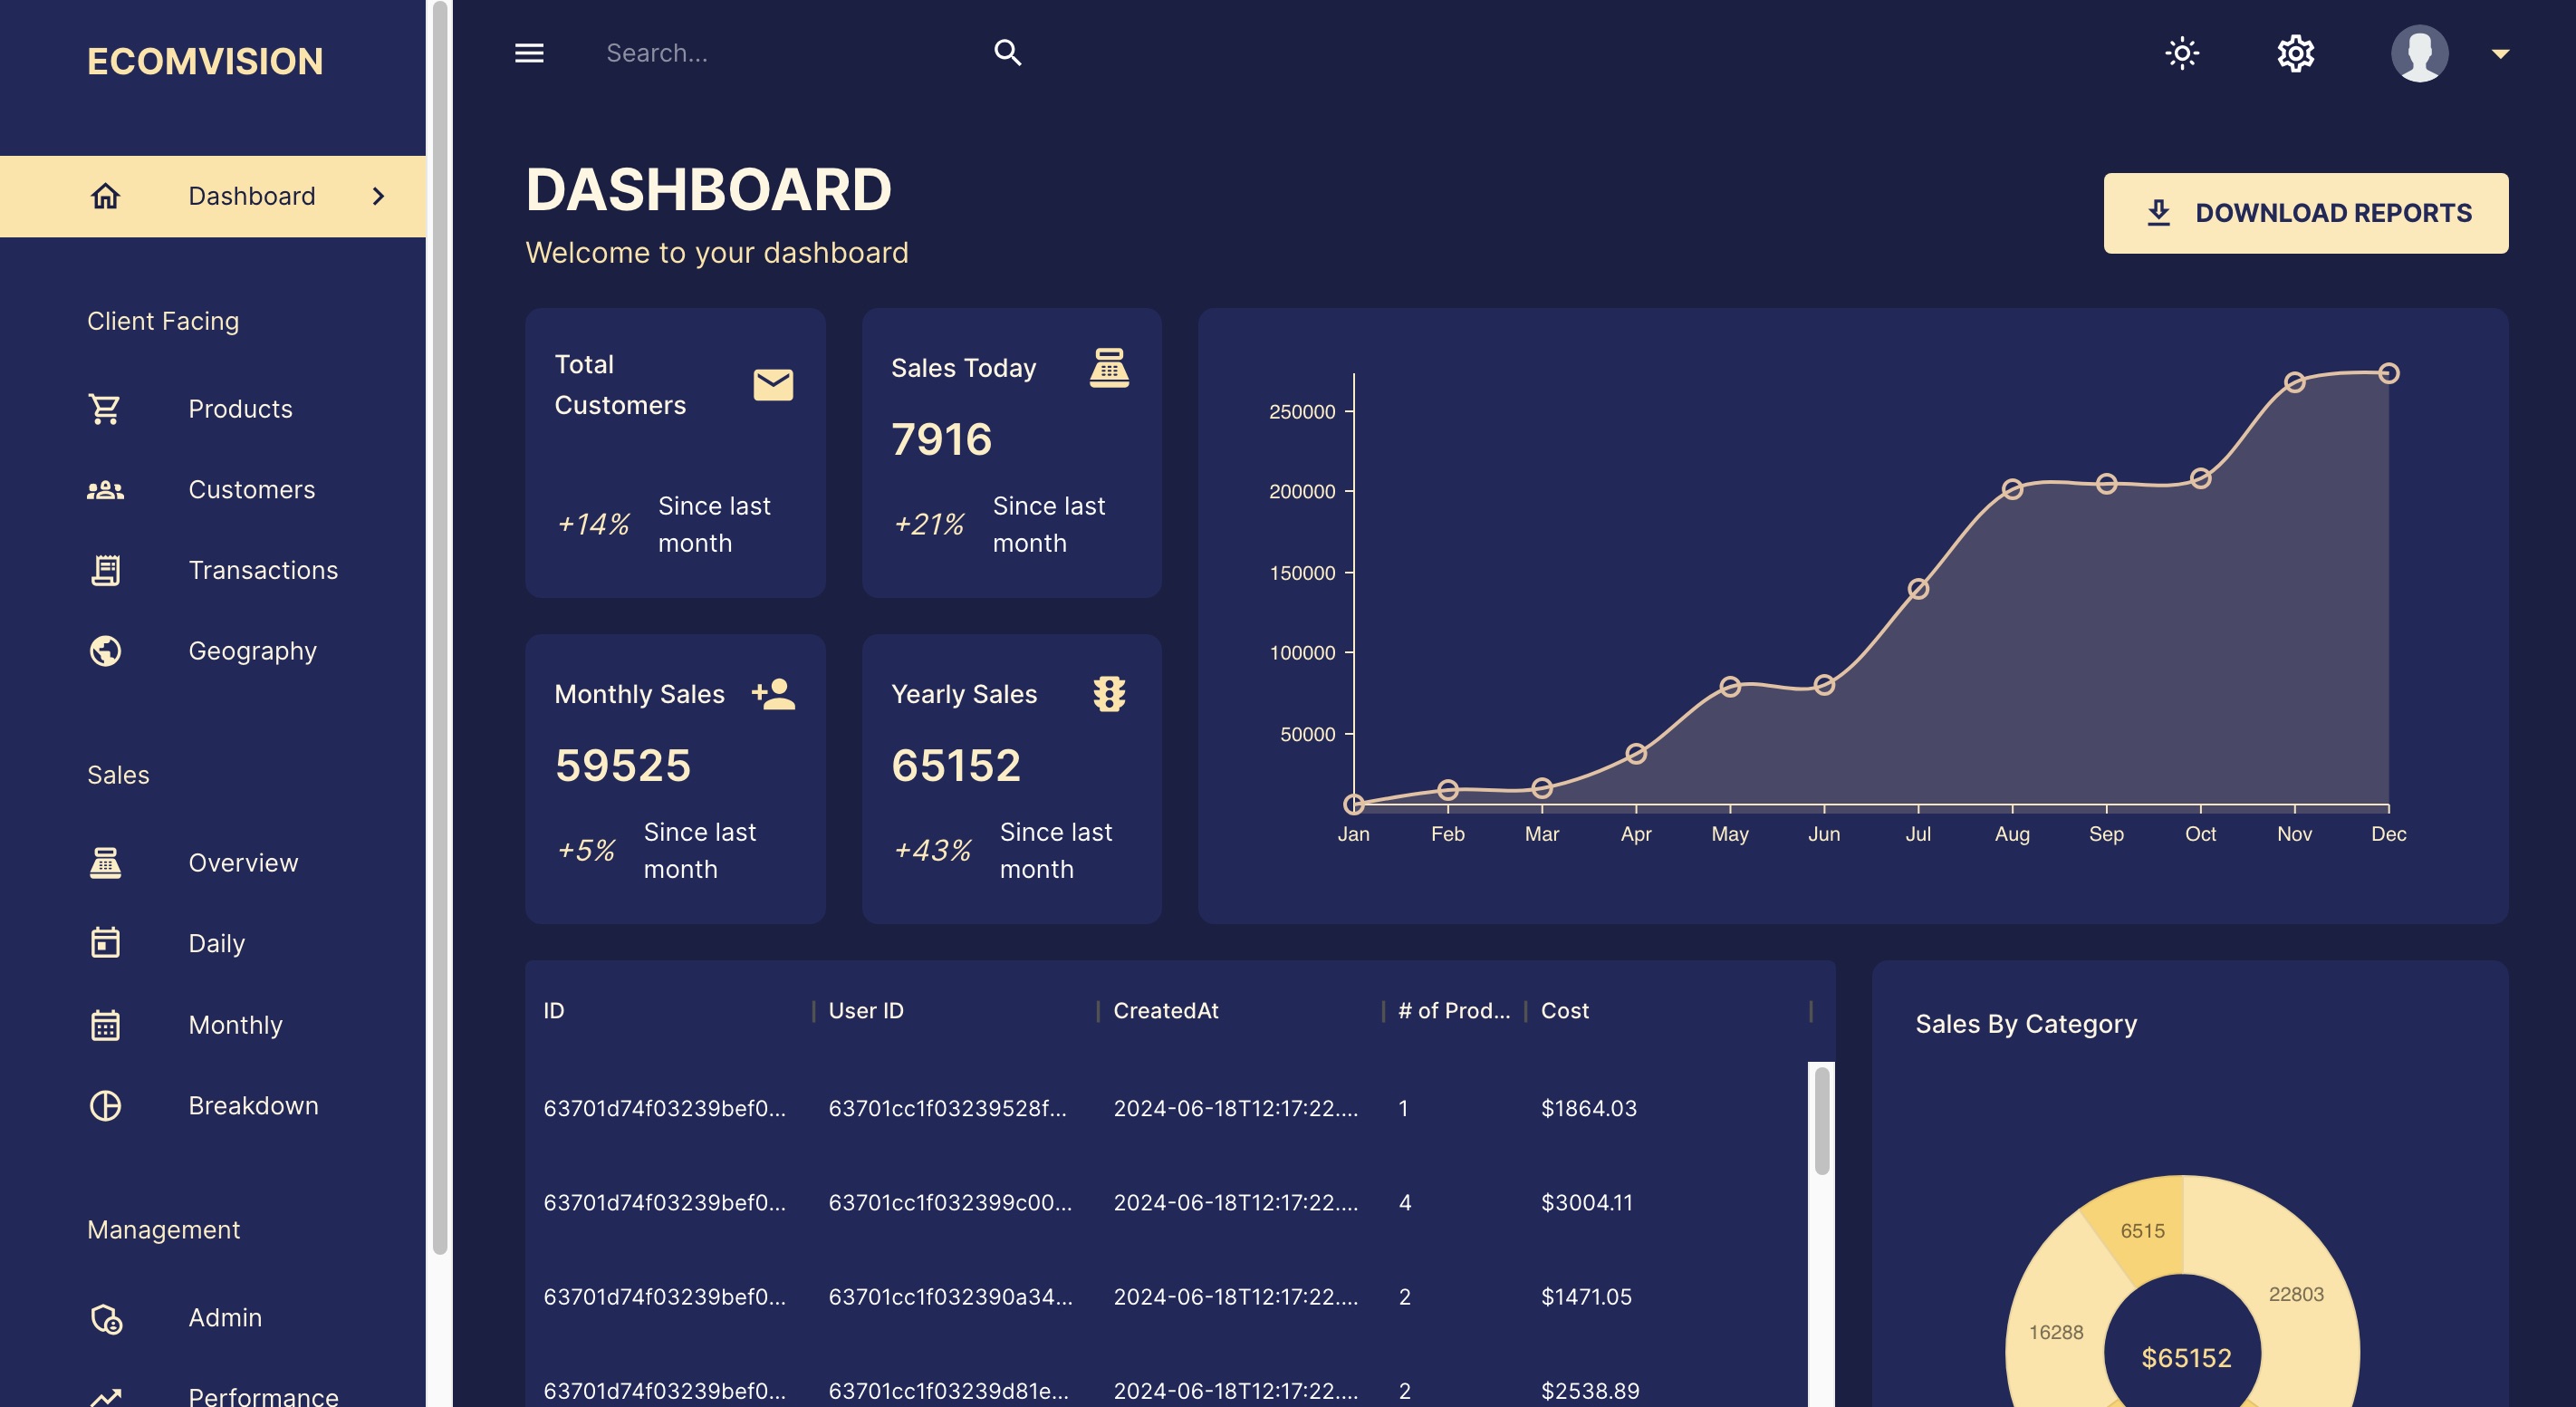 ECOMVISION
Dashboard
Client Facing
Products
Customers
Transactions
Geography
Sales
Overview
Daily
Monthly
Breakdown
Management
Admin
Performance
Search...
DASHBOARD
Welcome to your dashboard
DOWNLOAD REPORTS
Total
Customers
+14%
Since last
month
Sales Today
7916
+21%
Since last
month
Monthly Sales
59525
+5%
Since last
month
Yearly Sales
65152
+43%
Since last
month
250000
200000
150000
100000
50000
Jan Feb Mar Apr May Jun Jul Aug Sep Oct Nov Dec
ID User ID CreatedAt # of Prod... Cost
63701d74f03239bef0... 63701cc1f03239528f... 2024-06-18T12:17:22.... 1 $1864.03
63701d74f03239bef0... 63701cc1f032399c00... 2024-06-18T12:17:22.... 4 $3004.11
63701d74f03239bef0... 63701cc1f032390a34... 2024-06-18T12:17:22.... 2 $1471.05
63701d74f03239bef0... 63701cc1f03239d81e... 2024-06-18T12:17:22.... 2 $2538.89
Sales By Category
6515
22803
16288
$65152